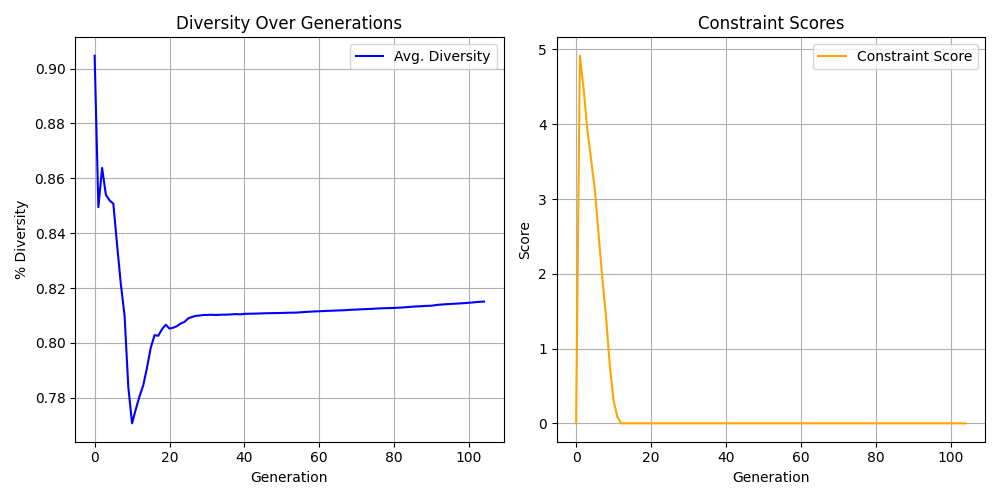 Diversity Over Generations
Avg. Diversity
% Diversity
0.90
0.88
0.86
0.84
0.82
0.80
0.78
0 20 40 60 80 100
Generation
Constraint Scores
Constraint Score
Score
5
4
3
2
1
0
0 20 40 60 80 100
Generation